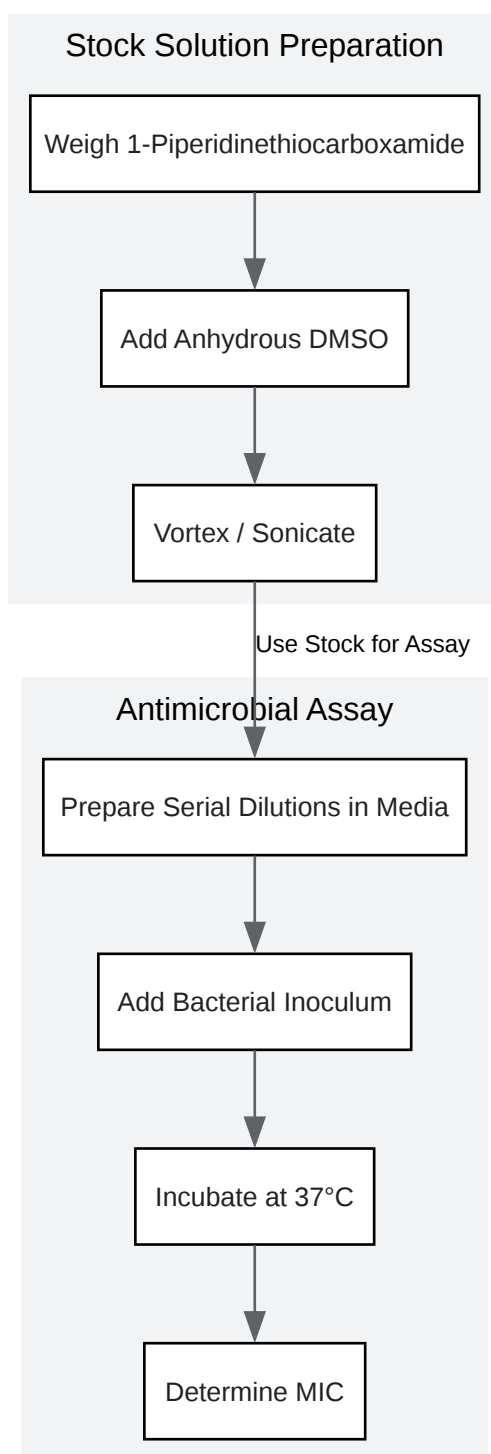 Stock Solution Preparation
Weigh 1-Piperidinethiocarboxamide
Add Anhydrous DMSO
Vortex / Sonicate
Use Stock for Assay
Antimicrobial Assay
Prepare Serial Dilutions in Media
Add Bacterial Inoculum
Incubate at 37°C
Determine MIC